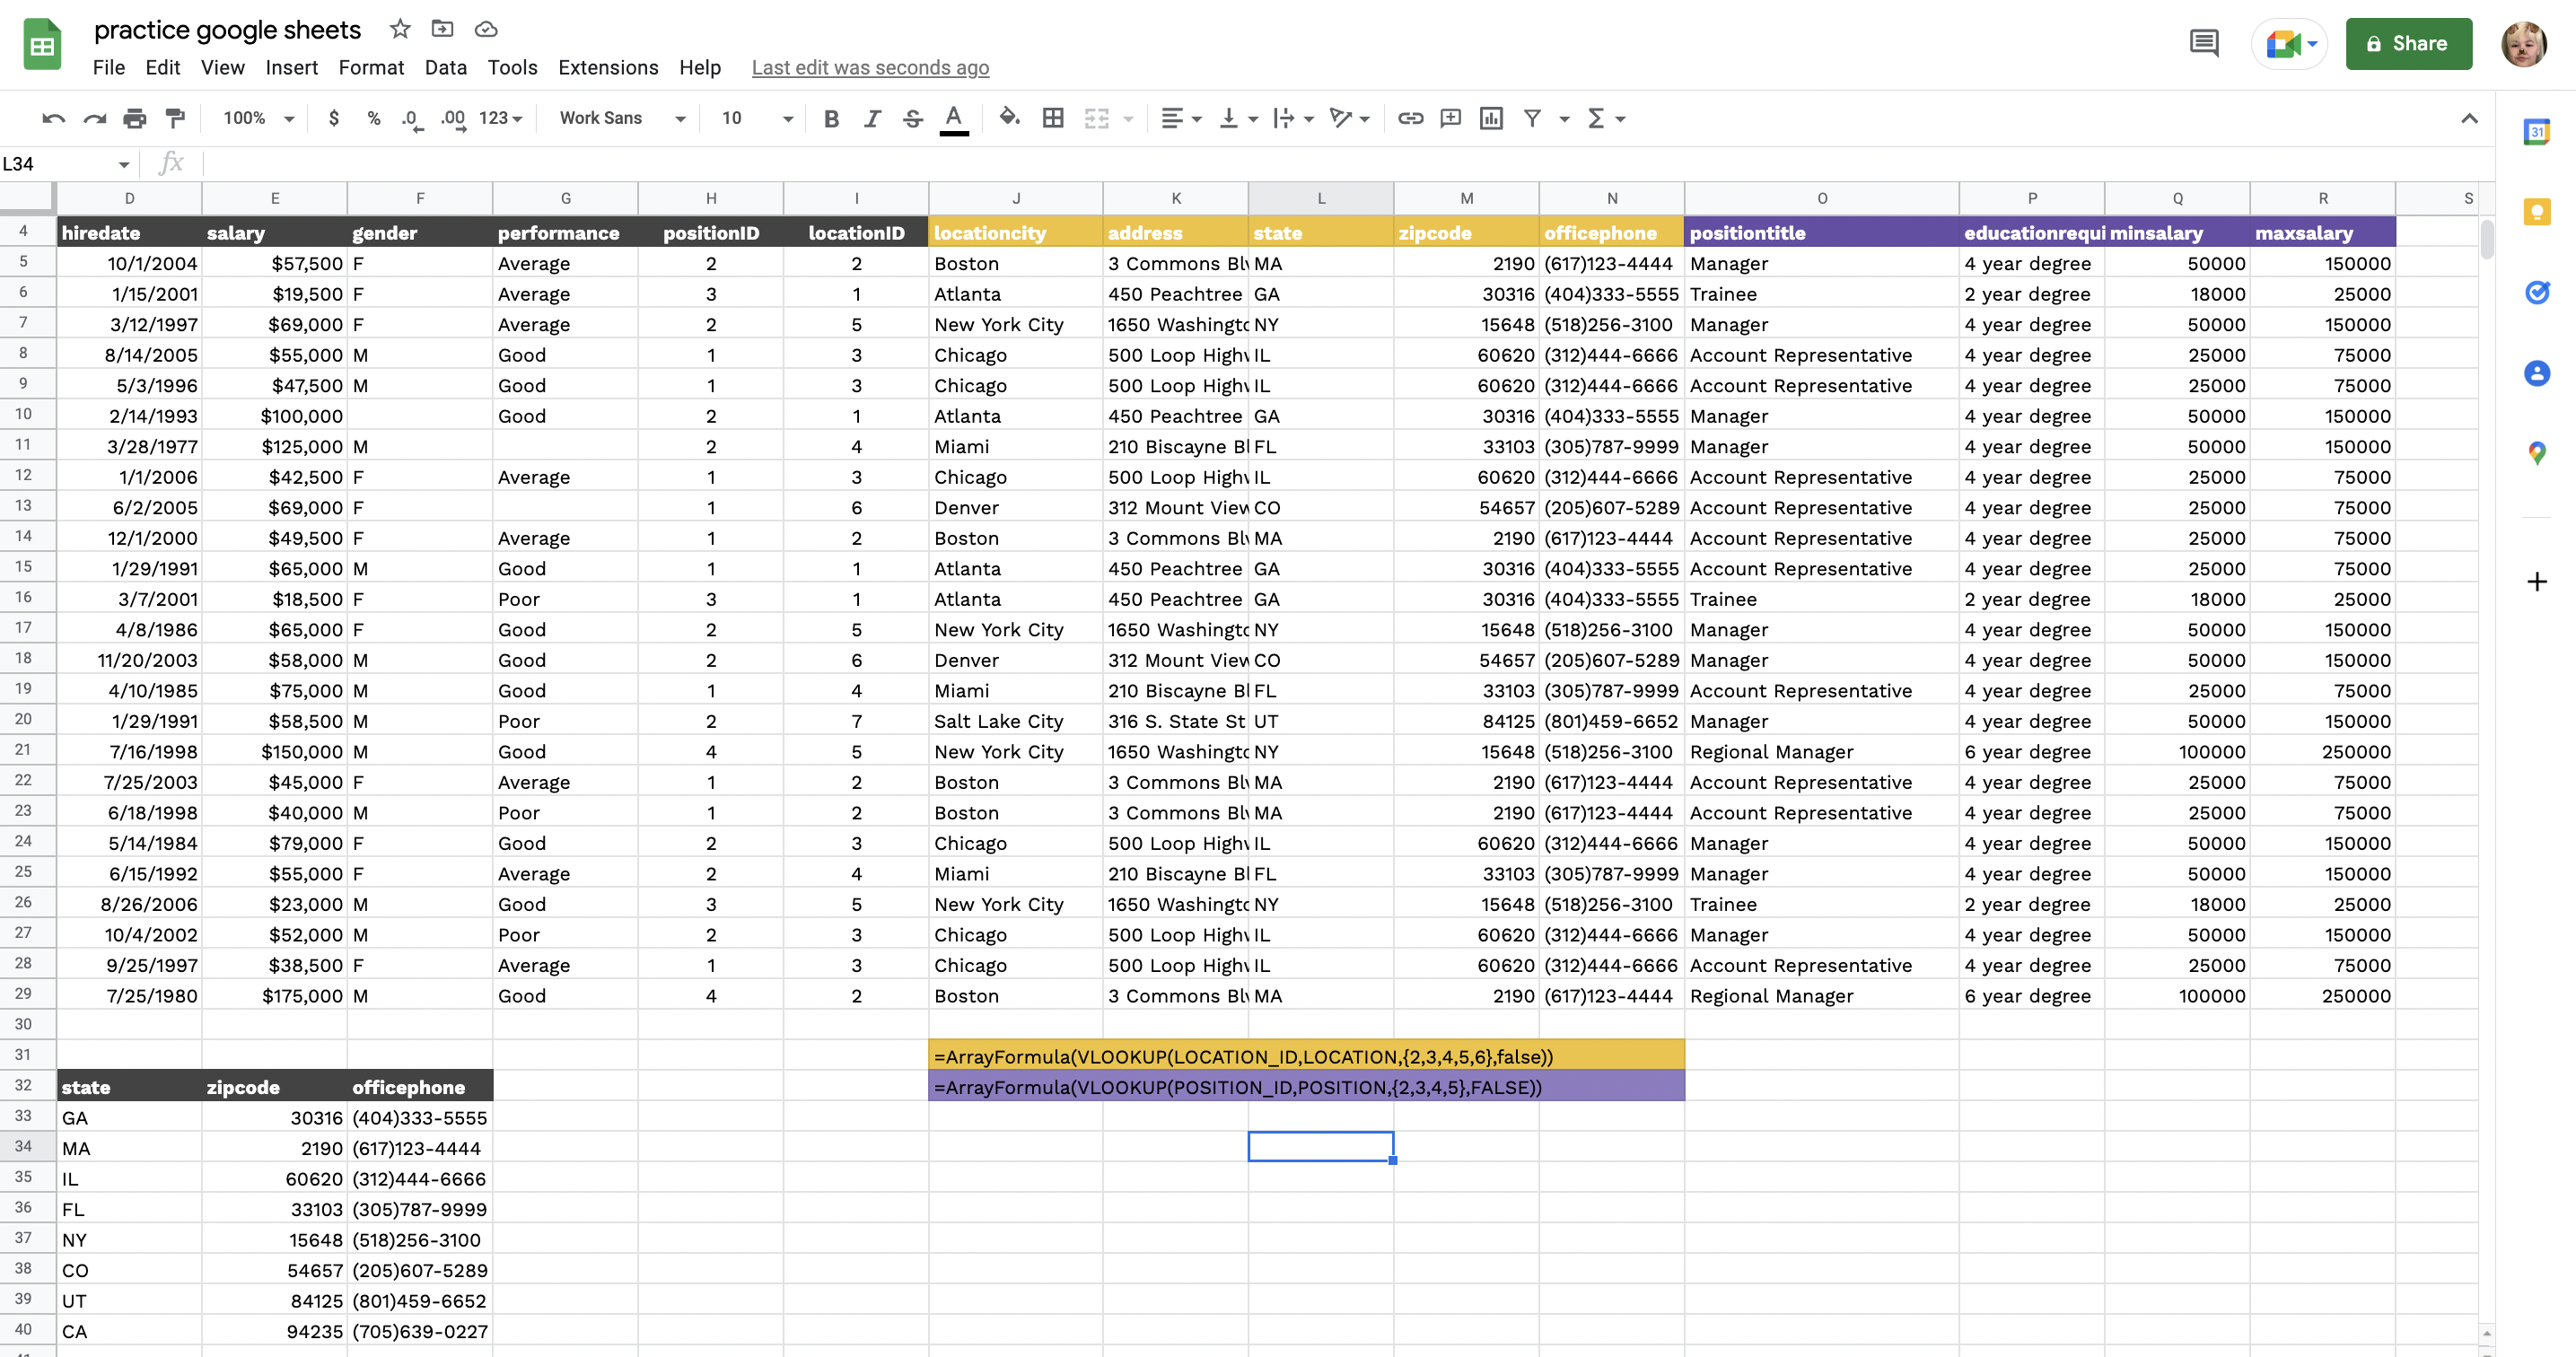 practice google sheets
File Edit View Insert Format Data Tools Extensions Help Last edit was seconds ago
Share
100% $ % .0 .00 123 Work Sans 10 B I S A
31
L34 fx
D E F G H I J K L M N O P Q R S
4 hiredate salary gender performance positionID locationID locationcity address state zipcode officephone positiontitle educationrequi minsalary maxsalary
5 10/1/2004 $57,500 F Average 2 2 Boston 3 Commons Blv MA 2190 (617)123-4444 Manager 4 year degree 50000 150000
6 1/15/2001 $19,500 F Average 3 1 Atlanta 450 Peachtree GA 30316 (404)333-5555 Trainee 2 year degree 18000 25000
7 3/12/1997 $69,000 F Average 2 5 New York City 1650 Washingto NY 15648 (518)256-3100 Manager 4 year degree 50000 150000
8 8/14/2005 $55,000 M Good 1 3 Chicago 500 Loop Highw IL 60620 (312)444-6666 Account Representative 4 year degree 25000 75000
9 5/3/1996 $47,500 M Good 1 3 Chicago 500 Loop Highw IL 60620 (312)444-6666 Account Representative 4 year degree 25000 75000
10 2/14/1993 $100,000 Good 2 1 Atlanta 450 Peachtree GA 30316 (404)333-5555 Manager 4 year degree 50000 150000
11 3/28/1977 $125,000 M 2 4 Miami 210 Biscayne Bl FL 33103 (305)787-9999 Manager 4 year degree 50000 150000
12 1/1/2006 $42,500 F Average 1 3 Chicago 500 Loop Highw IL 60620 (312)444-6666 Account Representative 4 year degree 25000 75000
13 6/2/2005 $69,000 F 1 6 Denver 312 Mount View CO 54657 (205)607-5289 Account Representative 4 year degree 25000 75000
14 12/1/2000 $49,500 F Average 1 2 Boston 3 Commons Blv MA 2190 (617)123-4444 Account Representative 4 year degree 25000 75000
15 1/29/1991 $65,000 M Good 1 1 Atlanta 450 Peachtree GA 30316 (404)333-5555 Account Representative 4 year degree 25000 75000
16 3/7/2001 $18,500 F Poor 3 1 Atlanta 450 Peachtree GA 30316 (404)333-5555 Trainee 2 year degree 18000 25000
17 4/8/1986 $65,000 F Good 2 5 New York City 1650 Washingto NY 15648 (518)256-3100 Manager 4 year degree 50000 150000
18 11/20/2003 $58,000 M Good 2 6 Denver 312 Mount View CO 54657 (205)607-5289 Manager 4 year degree 50000 150000
19 4/10/1985 $75,000 M Good 1 4 Miami 210 Biscayne Bl FL 33103 (305)787-9999 Account Representative 4 year degree 25000 75000
20 1/29/1991 $58,500 M Poor 2 7 Salt Lake City 316 S. State St UT 84125 (801)459-6652 Manager 4 year degree 50000 150000
21 7/16/1998 $150,000 M Good 4 5 New York City 1650 Washingto NY 15648 (518)256-3100 Regional Manager 6 year degree 100000 250000
22 7/25/2003 $45,000 F Average 1 2 Boston 3 Commons Blv MA 2190 (617)123-4444 Account Representative 4 year degree 25000 75000
23 6/18/1998 $40,000 M Poor 1 2 Boston 3 Commons Blv MA 2190 (617)123-4444 Account Representative 4 year degree 25000 75000
24 5/14/1984 $79,000 F Good 2 3 Chicago 500 Loop Highw IL 60620 (312)444-6666 Manager 4 year degree 50000 150000
25 6/15/1992 $55,000 F Average 2 4 Miami 210 Biscayne Bl FL 33103 (305)787-9999 Manager 4 year degree 50000 150000
26 8/26/2006 $23,000 M Good 3 5 New York City 1650 Washingto NY 15648 (518)256-3100 Trainee 2 year degree 18000 25000
27 10/4/2002 $52,000 M Poor 2 3 Chicago 500 Loop Highw IL 60620 (312)444-6666 Manager 4 year degree 50000 150000
28 9/25/1997 $38,500 F Average 1 3 Chicago 500 Loop Highw IL 60620 (312)444-6666 Account Representative 4 year degree 25000 75000
29 7/25/1980 $175,000 M Good 4 2 Boston 3 Commons Blv MA 2190 (617)123-4444 Regional Manager 6 year degree 100000 250000
30
31 =ArrayFormula(VLOOKUP(LOCATION_ID,LOCATION,{2,3,4,5,6},false))
32 state zipcode officephone =ArrayFormula(VLOOKUP(POSITION_ID,POSITION,{2,3,4,5},FALSE))
33 GA 30316 (404)333-5555
34 MA 2190 (617)123-4444
35 IL 60620 (312)444-6666
36 FL 33103 (305)787-9999
37 NY 15648 (518)256-3100
38 CO 54657 (205)607-5289
39 UT 84125 (801)459-6652
40 CA 94235 (705)639-0227